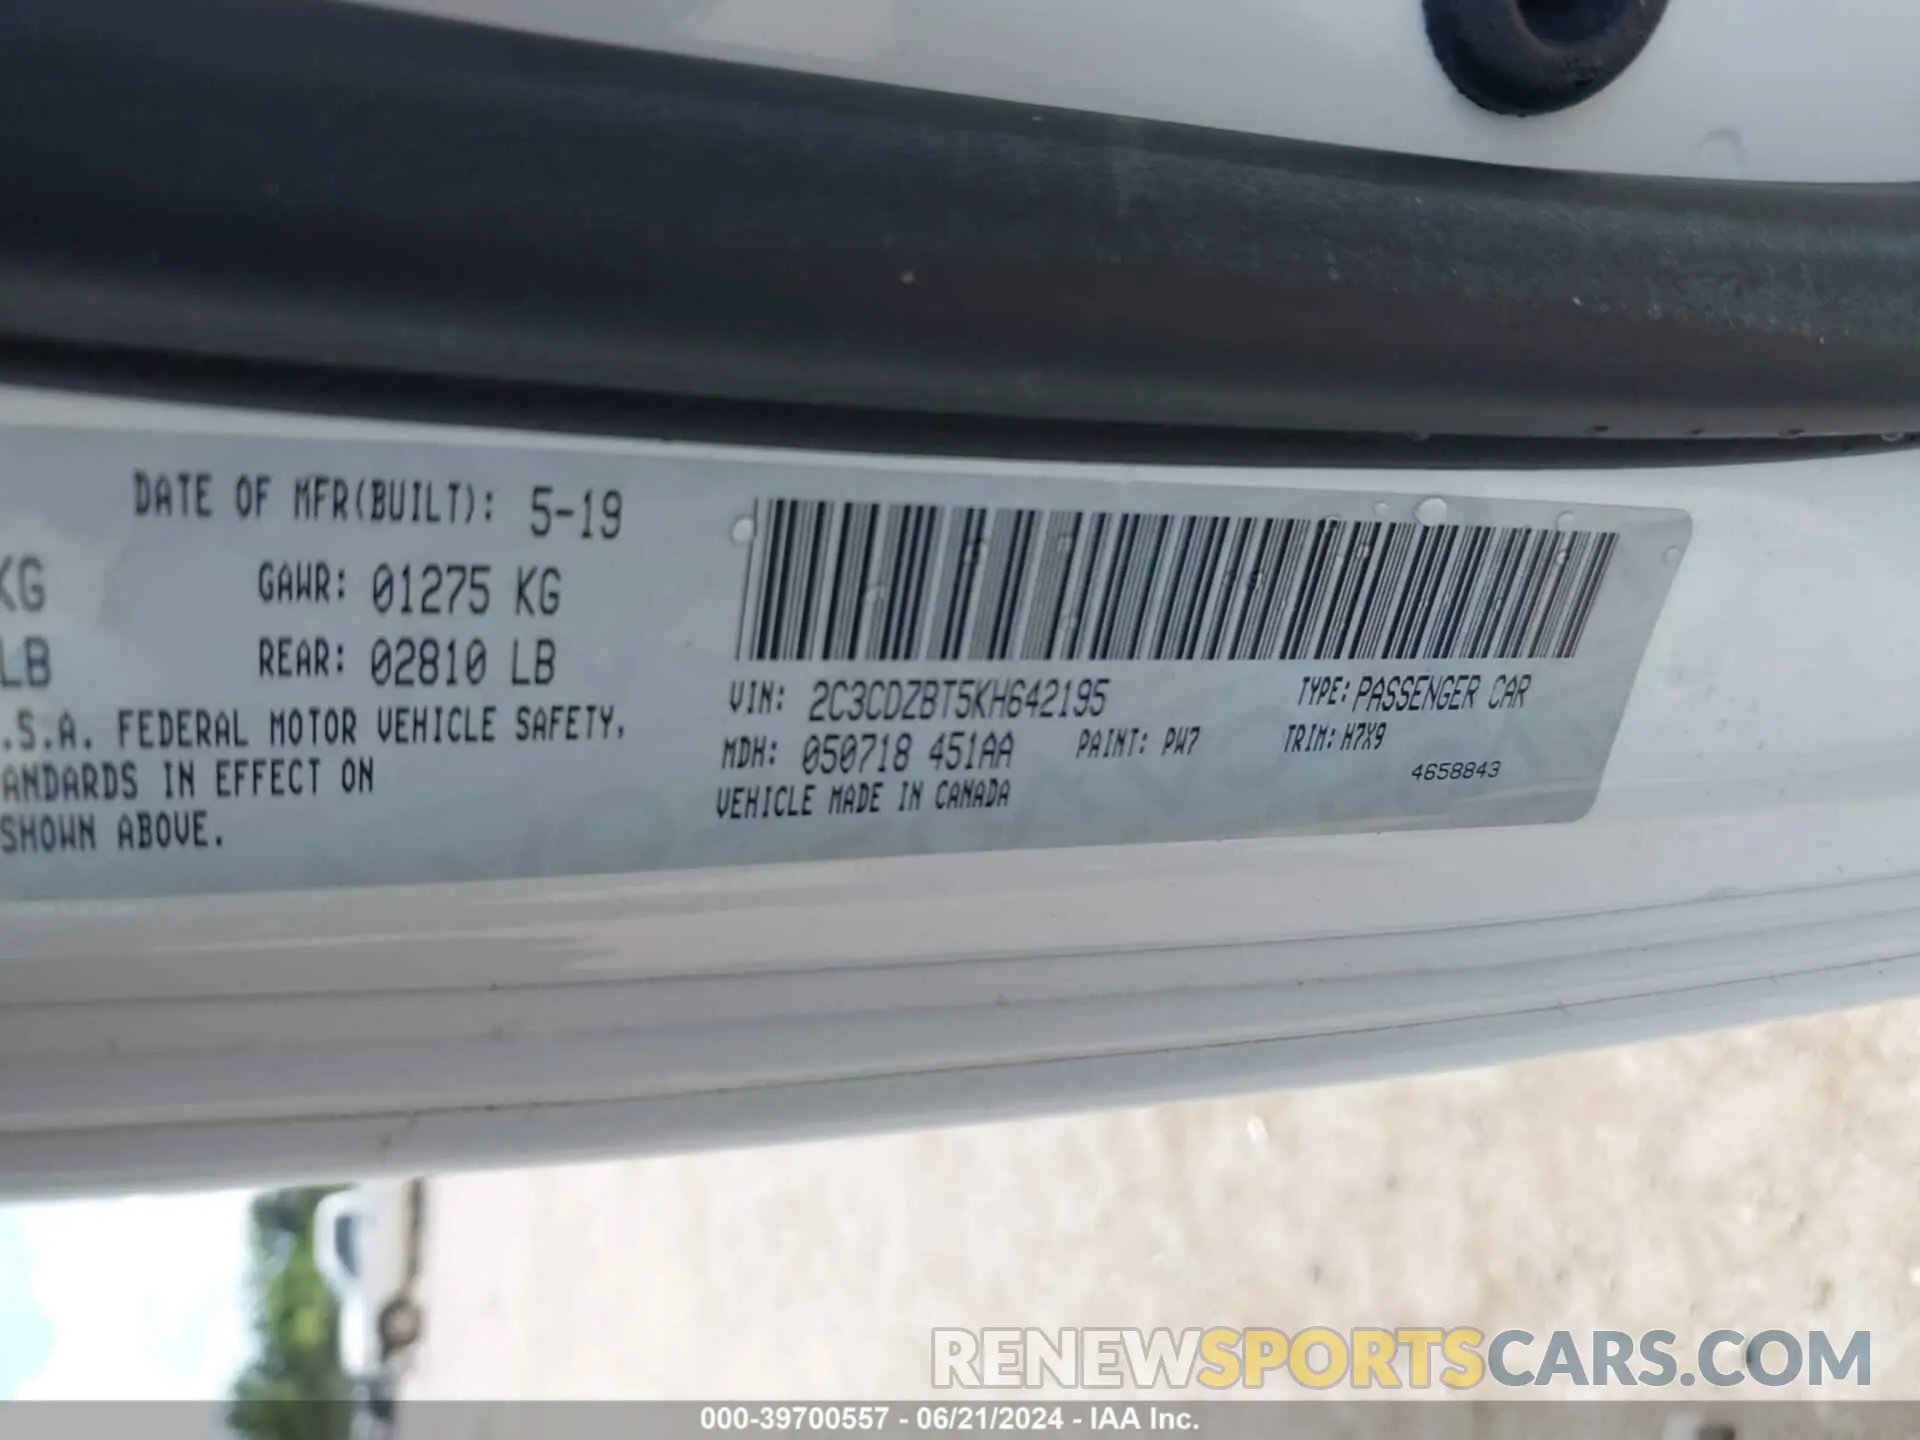 DATE OF MFR(BUILT): 5-19
KG GAWR: 01275 KG
LB REAR: 02810 LB
.S.A. FEDERAL MOTOR VEHICLE SAFETY,
ANDARDS IN EFFECT ON
SHOWN ABOVE.
VIN: 2C3CDZBT5KH642195 TYPE: PASSENGER CAR
MDH: 050718 451AA PAINT: PW7 TRIM: H7X9
4658843
VEHICLE MADE IN CANADA
RENEWSPORTSCARS.COM
000-39700557 - 06/21/2024 - IAA Inc.